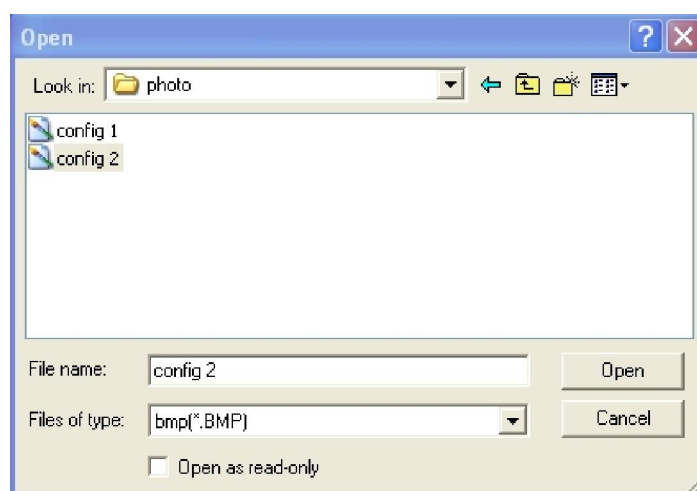 Open
Look in: photo
config 1
config 2
File name: config 2 Open
Files of type: bmp(*.BMP) Cancel
Open as read-only